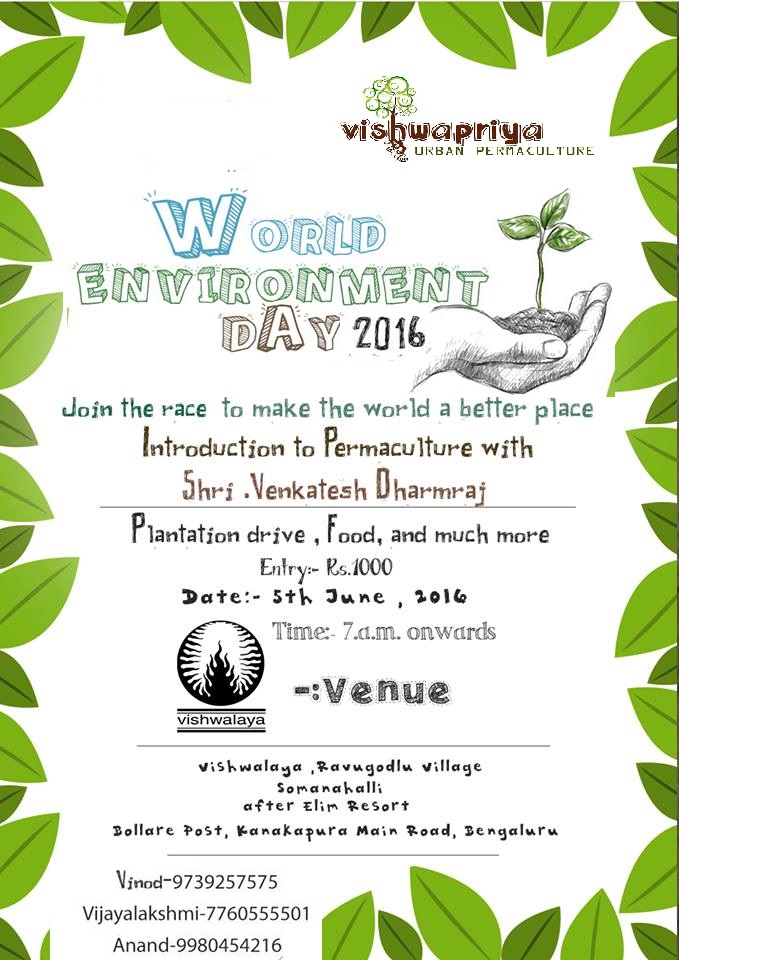 vishwapriya
URBAN PERMACULTURE
WORLD
ENVIRONMENT
DAY 2016
Join the race to make the world a better place
Introduction to Permaculture with
Shri .Venkatesh Dharmraj
Plantation drive , Food, and much more
Entry:- Rs.1000
Date:- 5th June , 2016
Time:- 7.a.m. onwards
vishwalaya
-:Venue
Vishwalaya ,Ravugodlu Village
Somanahalli
after Elim Resort
Bollare Post, Kanakapura Main Road, Bengaluru
Vinod-9739257575
Vijayalakshmi-7760555501
Anand-9980454216